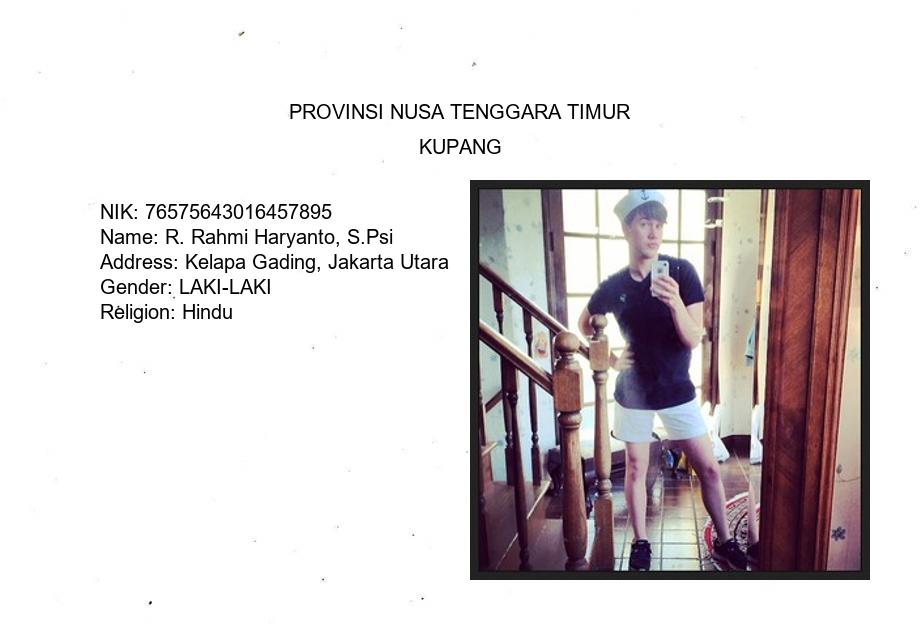 PROVINSI NUSA TENGGARA TIMUR
KUPANG
NIK: 76575643016457895
Name: R. Rahmi Haryanto, S.Psi
Address: Kelapa Gading, Jakarta Utara
Gender: LAKI-LAKI
Religion: Hindu